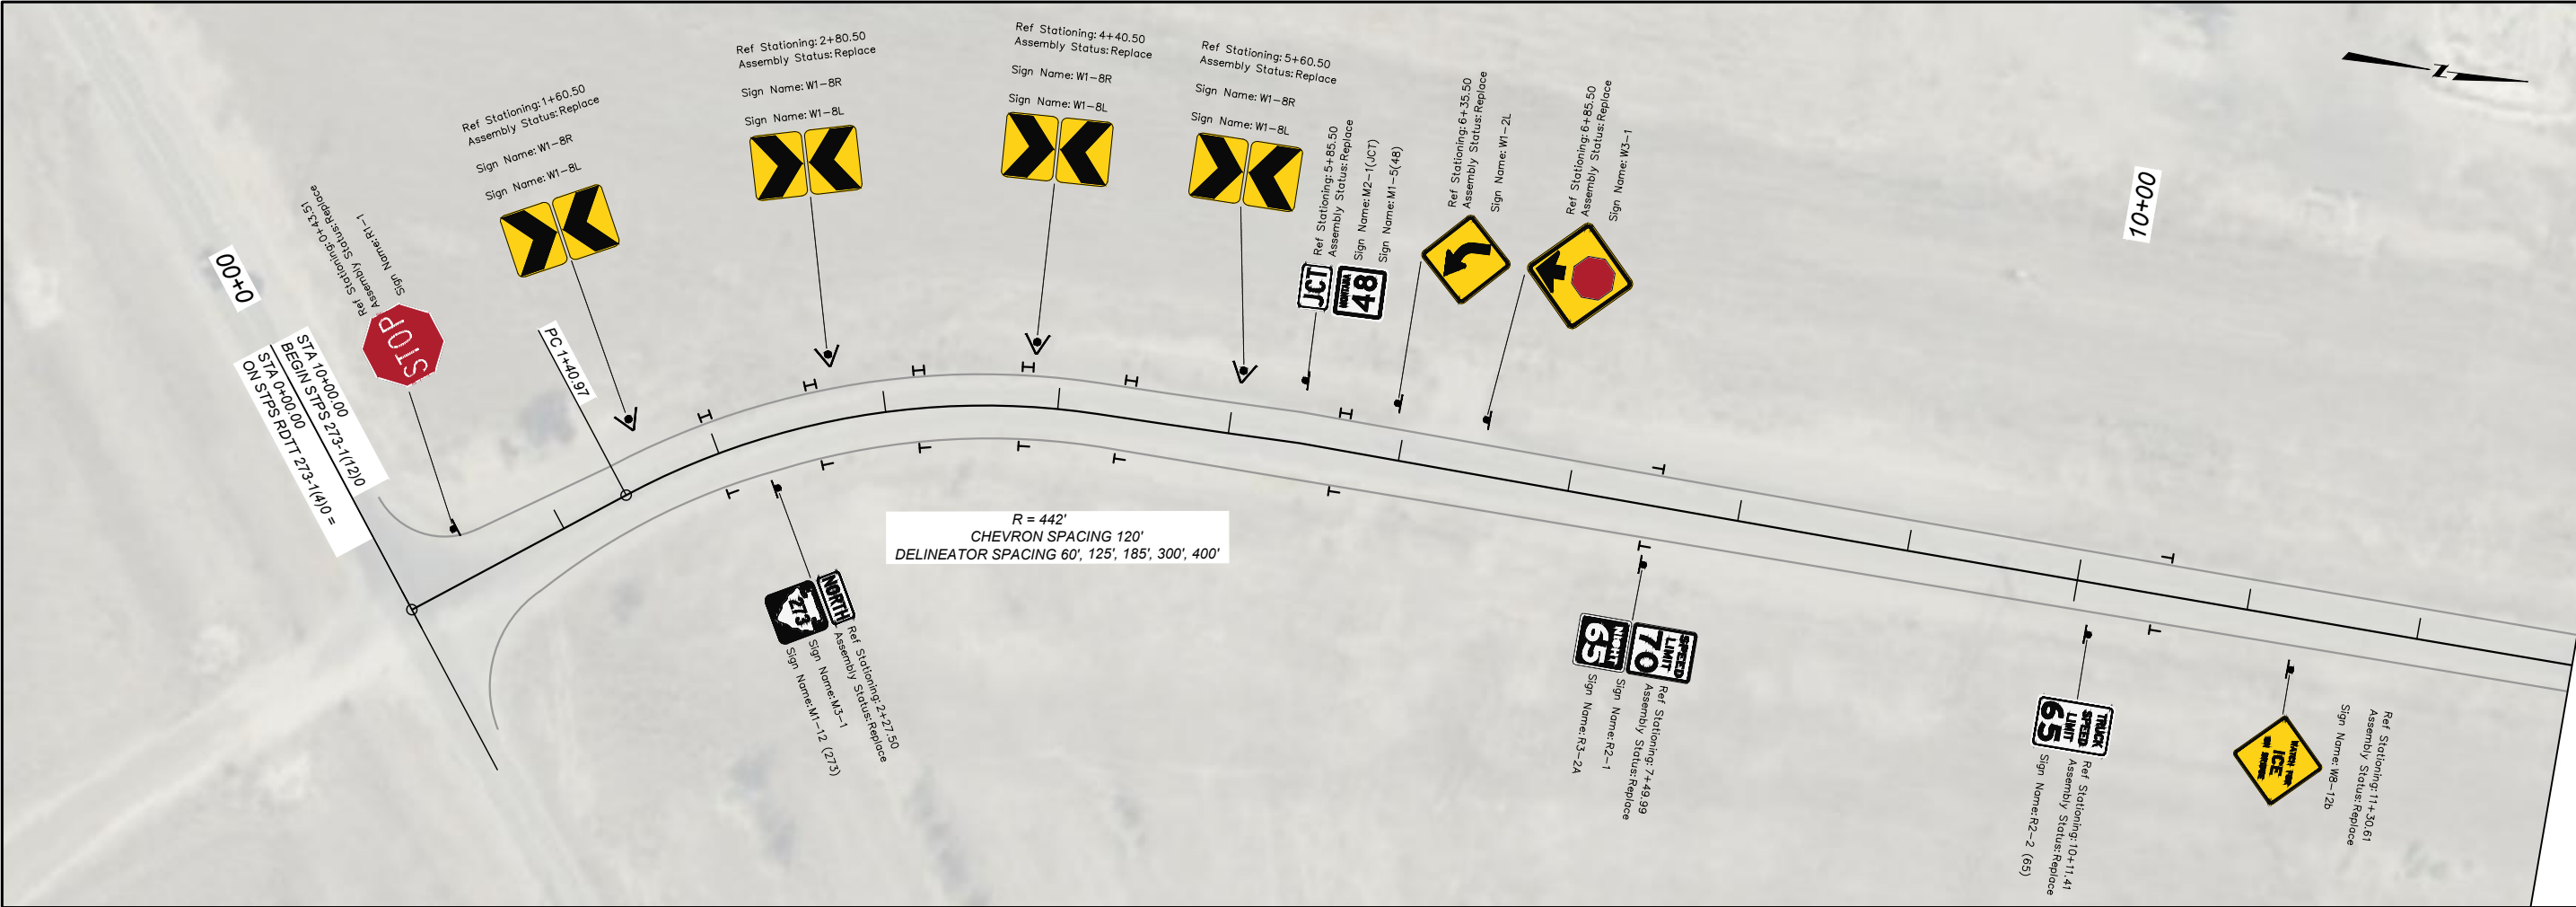 0+00
STA 10+00.00
BEGIN STPS 273-1(12)0
STA 0+00.00
ON STPS RDTT 273-1(4)0 =
Ref Stationing: 0+43.51
Assembly Status: Replace
Sign Name: R1-1
STOP
PC 1+40.97
Ref Stationing: 1+60.50
Assembly Status: Replace
Sign Name: W1-8R
Sign Name: W1-8L
Ref Stationing: 2+80.50
Assembly Status: Replace
Sign Name: W1-8R
Sign Name: W1-8L
Ref Stationing: 4+40.50
Assembly Status: Replace
Sign Name: W1-8R
Sign Name: W1-8L
Ref Stationing: 5+60.50
Assembly Status: Replace
Sign Name: W1-8R
Sign Name: W1-8L
Ref Stationing: 5+85.50
Assembly Status: Replace
Sign Name: M2-1(JCT)
Sign Name: M1-5(48)
JCT
48
Ref Stationing: 6+35.50
Assembly Status: Replace
Sign Name: W1-2L
Ref Stationing: 6+85.50
Assembly Status: Replace
Sign Name: W3-1
10+00
Z
R = 442'
CHEVRON SPACING 120'
DELINEATOR SPACING 60', 125', 185', 300', 400'
NORTH
273
Ref Stationing: 2+27.50
Assembly Status: Replace
Sign Name: M3-1
Sign Name: M1-12 (273)
SPEED
LIMIT
70
NIGHT
65
Ref Stationing: 7+49.99
Assembly Status: Replace
Sign Name: R2-1
Sign Name: R3-2A
TRUCK
SPEED
LIMIT
65
Ref Stationing: 10+11.41
Assembly Status: Replace
Sign Name: R2-2 (65)
WATCH FOR
ICE
ON BRIDGE
Ref Stationing: 11+30.61
Assembly Status: Replace
Sign Name: W8-12b